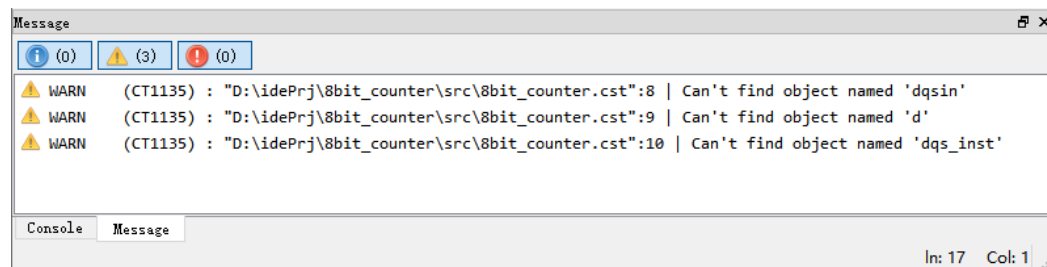 Message
(0) (3) (0)
WARN (CT1135) : "D:\idePrj\8bit_counter\src\8bit_counter.cst":8 | Can't find object named 'dqsin'
WARN (CT1135) : "D:\idePrj\8bit_counter\src\8bit_counter.cst":9 | Can't find object named 'd'
WARN (CT1135) : "D:\idePrj\8bit_counter\src\8bit_counter.cst":10 | Can't find object named 'dqs_inst'
Console Message
ln: 17 Col: 1